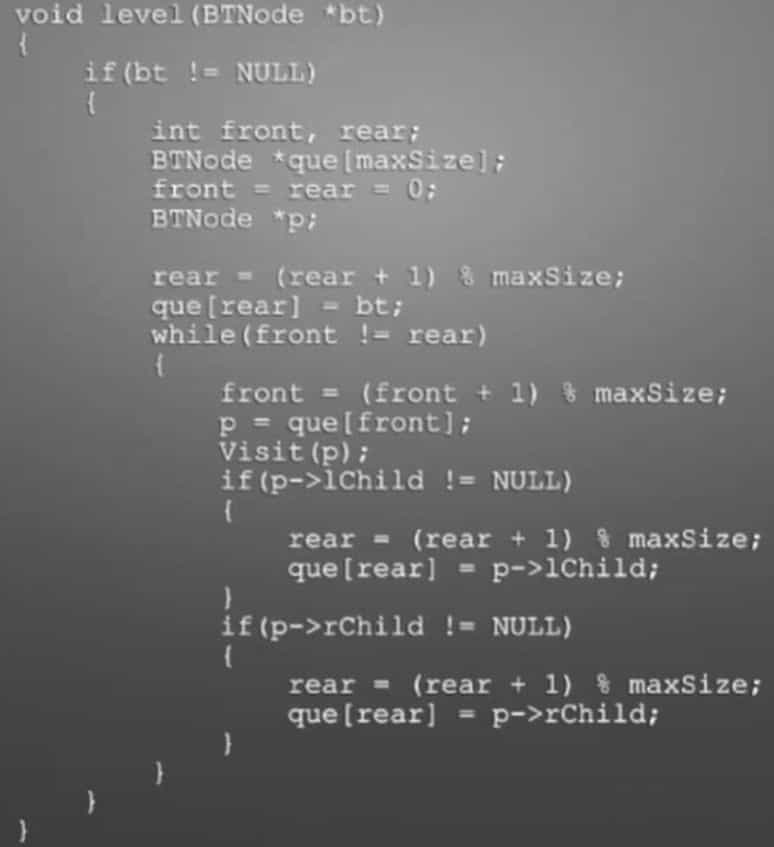 void level(BTNode *bt)
{
if(bt != NULL)
{
int front, rear;
BTNode *que[maxSize];
front = rear = 0;
BTNode *p;
rear = (rear + 1) % maxSize;
que[rear] = bt;
while(front != rear)
{
front = (front + 1) % maxSize;
p = que[front];
Visit(p);
if(p->lChild != NULL)
{
rear = (rear + 1) % maxSize;
que[rear] = p->lChild;
}
if(p->rChild != NULL)
{
rear = (rear + 1) % maxSize;
que[rear] = p->rChild;
}
}
}
}